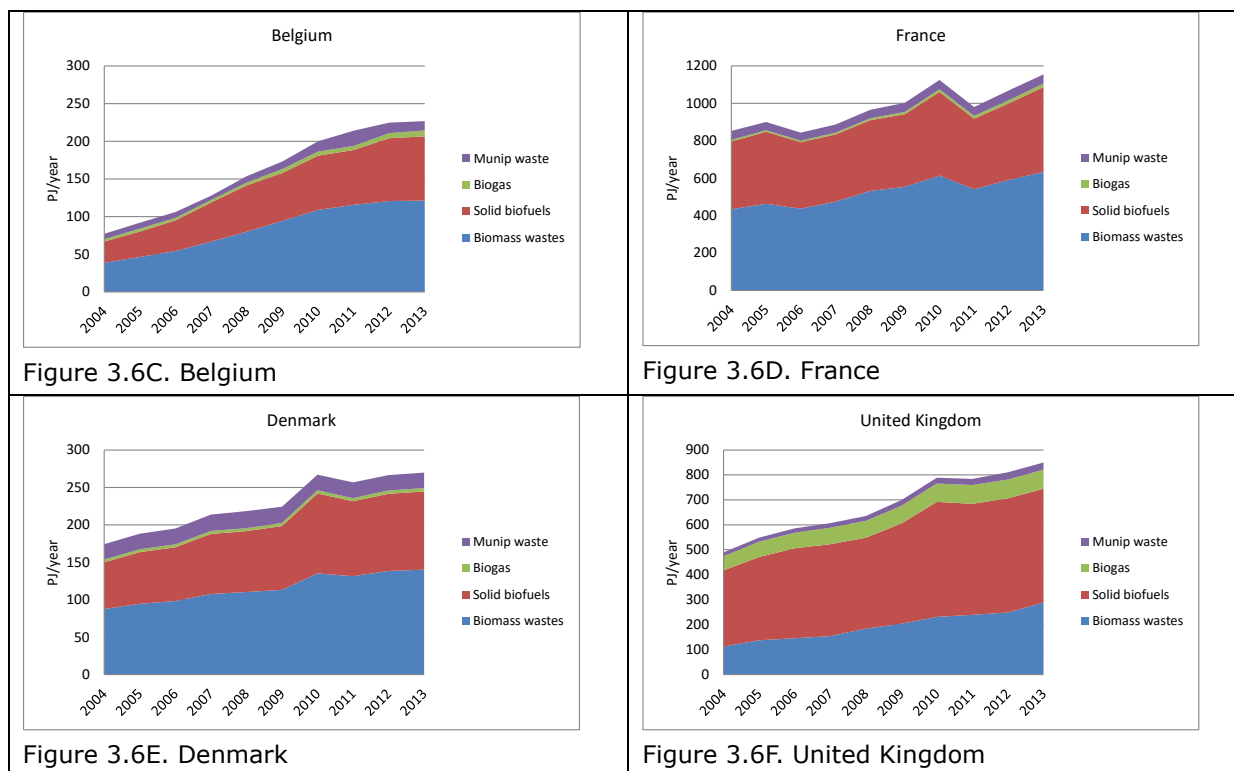 Belgium
300
250
200
150
100
50
0
PJ/year
2004
2005
2006
2007
2008
2009
2010
2011
2012
2013
Munip waste
Biogas
Solid biofuels
Biomass wastes
Figure 3.6C. Belgium
France
1200
1000
800
600
400
200
0
PJ/year
2004
2005
2006
2007
2008
2009
2010
2011
2012
2013
Munip waste
Biogas
Solid biofuels
Biomass wastes
Figure 3.6D. France
Denmark
300
250
200
150
100
50
0
PJ/year
2004
2005
2006
2007
2008
2009
2010
2011
2012
2013
Munip waste
Biogas
Solid biofuels
Biomass wastes
Figure 3.6E. Denmark
United Kingdom
900
800
700
600
500
400
300
200
100
0
PJ/year
2004
2005
2006
2007
2008
2009
2010
2011
2012
2013
Munip waste
Biogas
Solid biofuels
Biomass wastes
Figure 3.6F. United Kingdom